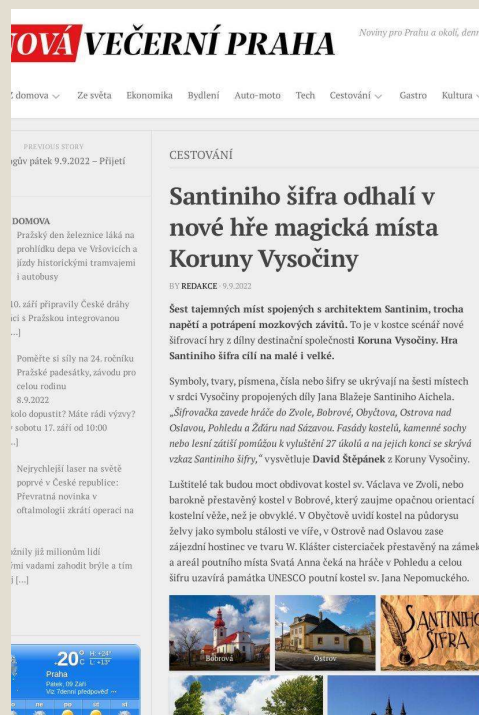 NOVÁ VEČERNÍ PRAHA
Noviny pro Prahu a okolí,
domova
Ze světa
Ekonomika
Bydlení
Auto-moto
Tech
Cestování
Gastro
Kultura
PREVIOUS STORY
pátek 9.9.2022 – Přijetí
DOMOVA
Pražský den železnice láká na
prohlídku depa ve Vršovicích a
jízdy historickými tramvajemi
i autobusy
10. září připravily České dráhy
s Pražskou integrovanou
[...]
Poměřte si síly na 24. ročníku
Pražské padesátky, závodu pro
celou rodinu
8.9.2022
dopustit? Máte rádi výzvy?
sobotu 17. září od 10:00
Nejrychlejší laser na světě
poprvé v České republice:
Převratná novinka v
oftalmologii zkrátí operaci na
již milionům lidí
vadami zahodit brýle a tím
[...]
20°C H: +24° L: +13°
Praha
Pátek, 09 Září
Viz 7denní předpověď
ne po út st
CESTOVÁNÍ
Santiniho šifra odhalí v
nové hře magická místa
Koruny Vysočiny
BY REDAKCE · 9.9.2022
Šest tajemných míst spojených s architektem Santinim, trocha
napětí a potrápení mozkových závitů. To je v kostce scénář nové
šifrovací hry z dílny destinační společnosti Koruna Vysočiny. Hra
Santiniho šifra cílí na malé i velké.
Symboly, tvary, písmena, čísla nebo šifry se ukrývají na šesti místech
v srdci Vysočiny propojených díly Jana Blažeje Santiniho Aichela.
„Šifrovačka zavede hráče do Zvole, Bobrové, Obyčtova, Ostrova nad
Oslavou, Pohledu a Žďáru nad Sázavou. Fasády kostelů, kamenné sochy
nebo lesní zátiší pomůžou k vyluštění 27 úkolů a na jejich konci se skrývá
vzkaz Santiniho šifry,“ vysvětluje David Štěpánek z Koruny Vysočiny.
Luštitelé tak budou moct obdivovat kostel sv. Václava ve Zvoli, nebo
barokně přestavěný kostel v Bobrové, který zaujme opačnou orientací
kostelní věže, než je obvyklé. V Obyčtově uvidí kostel na půdorysu
želvy jako symbolu stálosti ve víře, v Ostrově nad Oslavou zase
zájezdní hostinec ve tvaru W. Klášter cisterciaček přestavěný na zámek
a areál poutního místa Svatá Anna čeká na hráče v Pohledu a celou
šifru uzavírá památka UNESCO poutní kostel sv. Jana Nepomuckého.
Bobrová
Ostrov
SANTINIHO
ŠIFRA